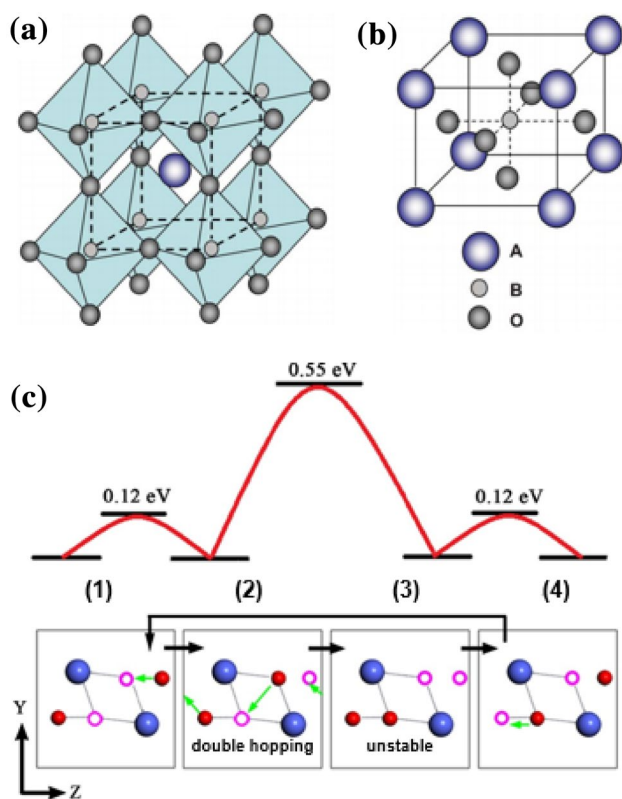 (a)
(b)
A
B
O
(c)
0.55 eV
0.12 eV
0.12 eV
(1) (2) (3) (4)
double hopping unstable
Y
Z